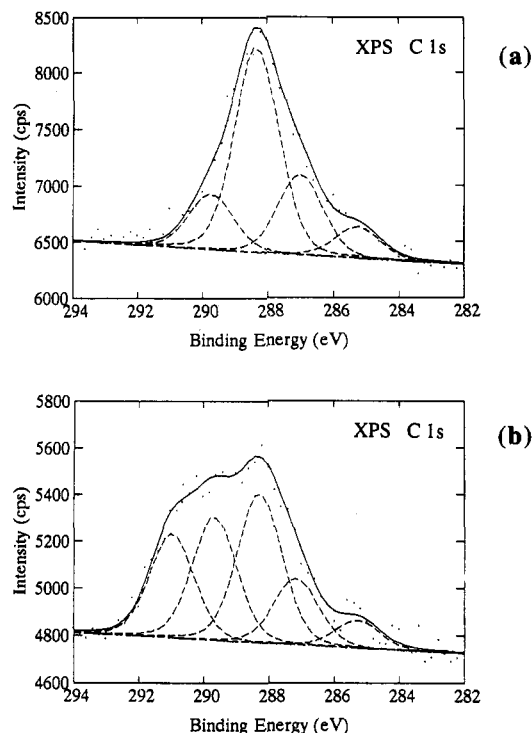 8500
8000
7500
7000
6500
6000
Intensity (cps)
XPS C 1s
(a)
294 292 290 288 286 284 282
Binding Energy (eV)
5800
5600
5400
5200
5000
4800
4600
Intensity (cps)
XPS C 1s
(b)
294 292 290 288 286 284 282
Binding Energy (eV)